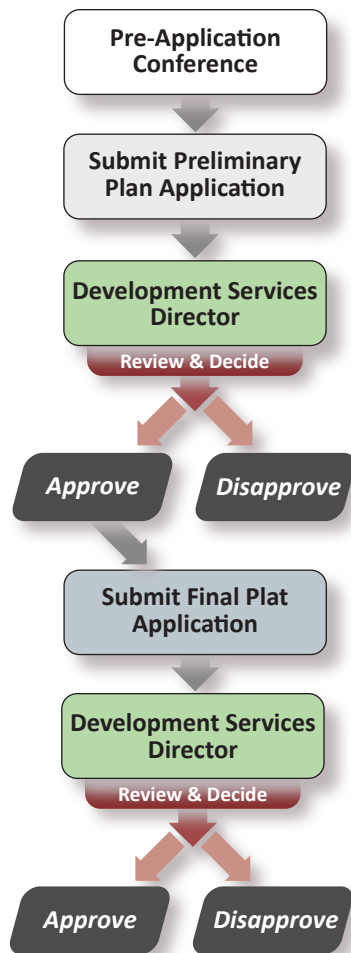 Pre-Application
Conference
Submit Preliminary
Plan Application
Development Services
Director
Review & Decide
Approve
Disapprove
Submit Final Plat
Application
Development Services
Director
Review & Decide
Approve
Disapprove